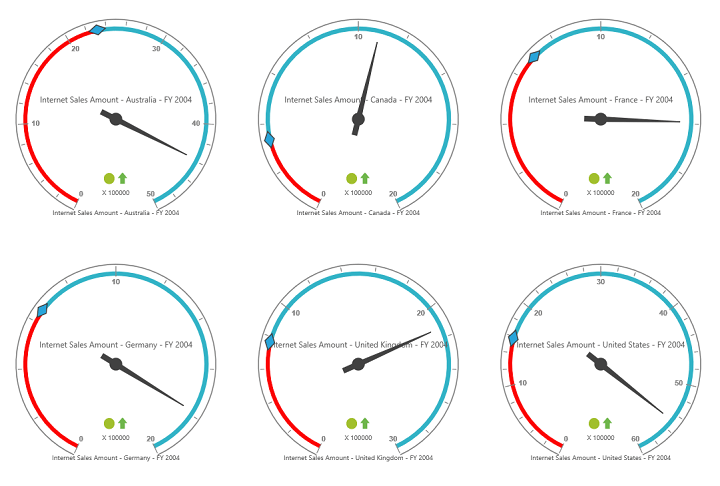 20
30
Internet Sales Amount - Australia - FY 2004
10
40
0
X 100000
50
Internet Sales Amount - Australia - FY 2004
10
Internet Sales Amount - Canada - FY 2004
0
X 100000
20
Internet Sales Amount - Canada - FY 2004
10
Internet Sales Amount - France - FY 2004
0
X 100000
20
Internet Sales Amount - France - FY 2004
10
Internet Sales Amount - Germany - FY 2004
0
X 100000
20
Internet Sales Amount - Germany - FY 2004
10
20
Internet Sales Amount - United Kingdom - FY 2004
0
X 100000
30
Internet Sales Amount - United Kingdom - FY 2004
30
20
40
Internet Sales Amount - United States - FY 2004
10
50
0
X 100000
60
Internet Sales Amount - United States - FY 2004